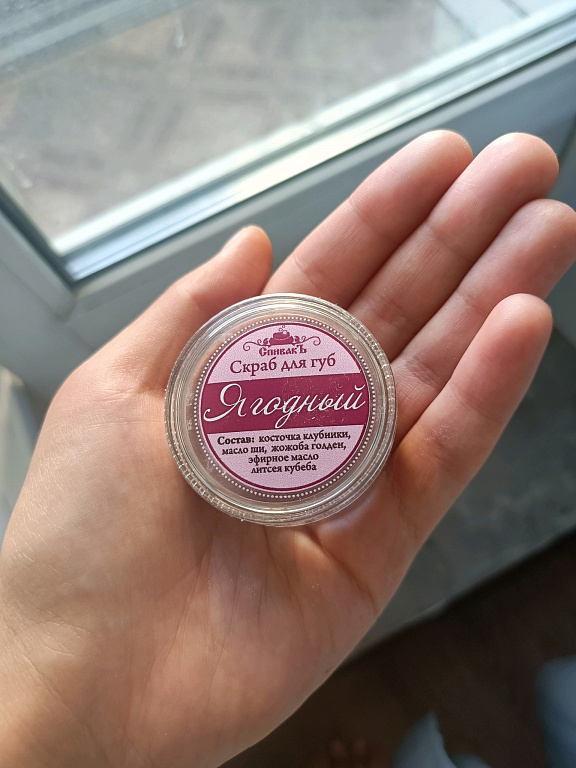 СпивакЪ
Скраб для губ
Ягодный
Состав: косточка клубники,
масло ши, жожоба голден,
эфирное масло
литсея кубеба